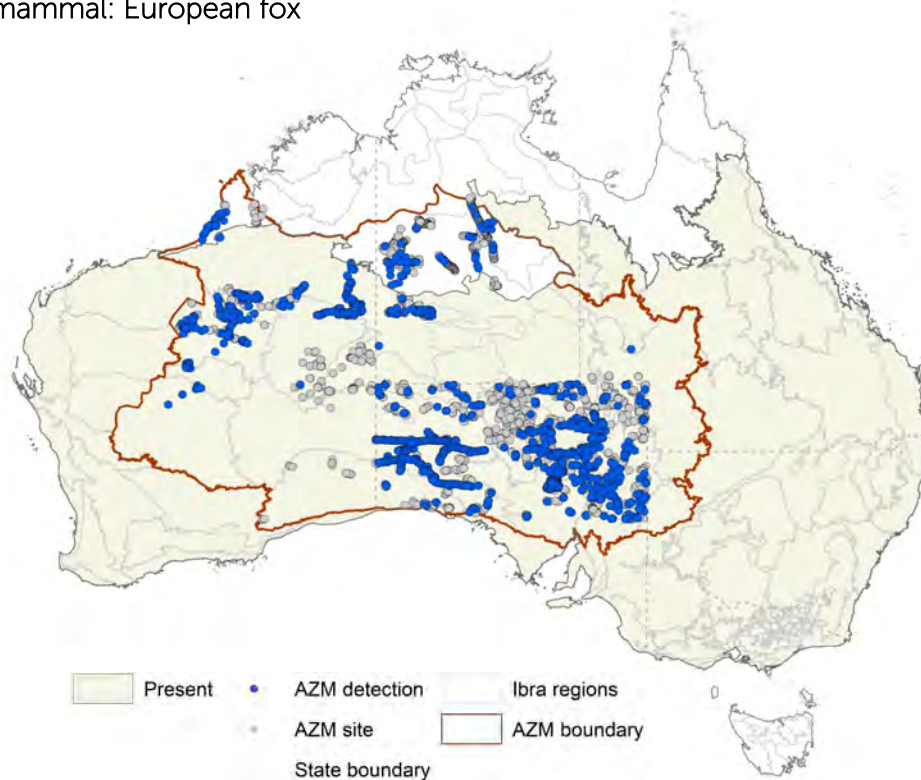 mammal: European fox
Present
AZM detection
Ibra regions
AZM site
AZM boundary
State boundary